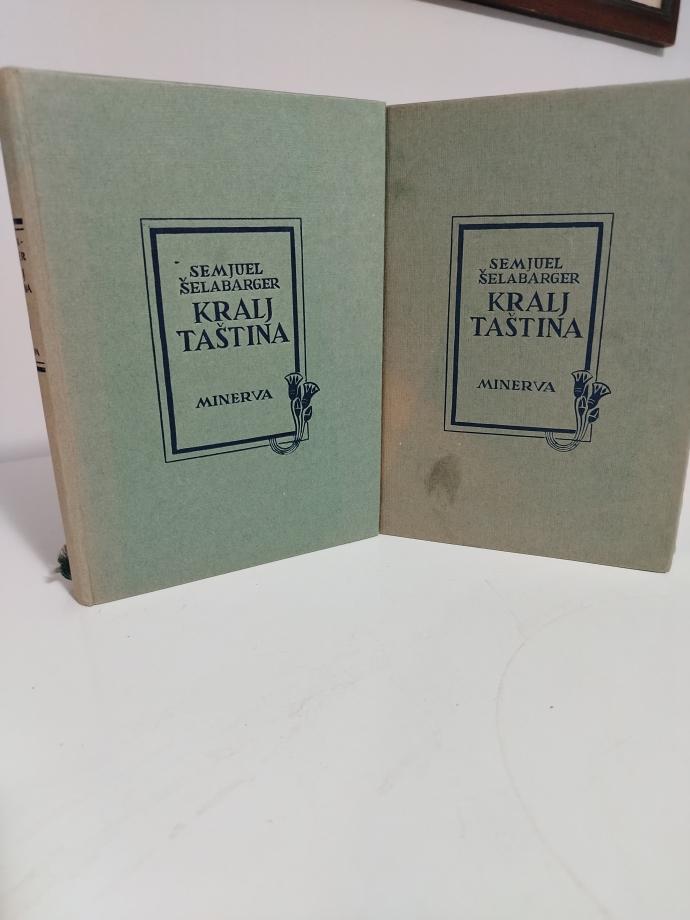 SEMJUEL
ŠELABARGER
KRALJ
TAŠTINA
MINERVA
SEMJUEL
ŠELABARGER
KRALJ
TAŠTINA
MINERVA